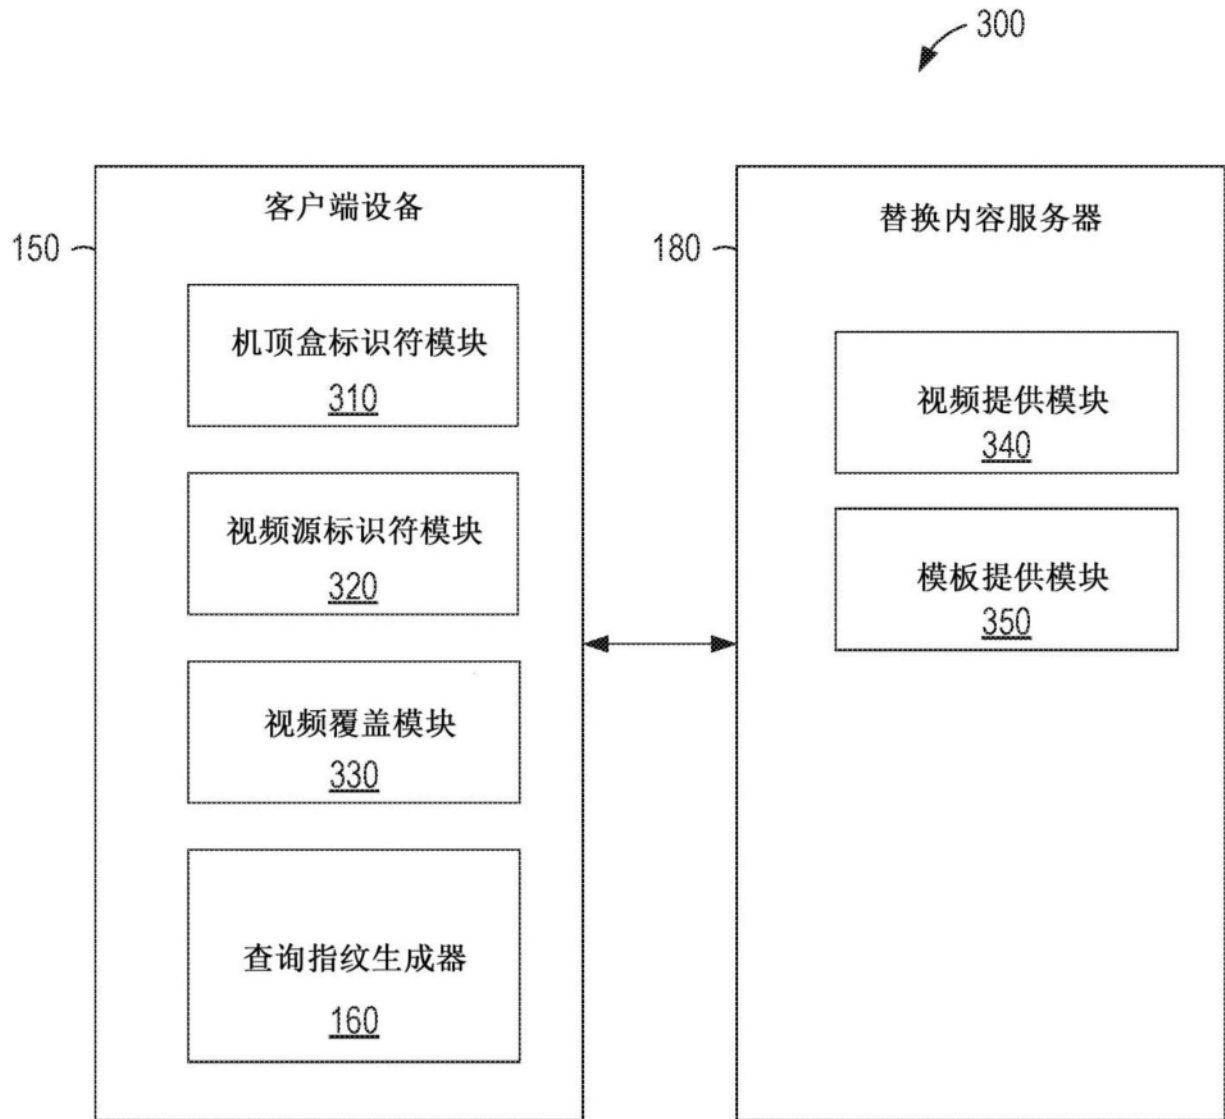 300
客户端设备
150
机顶盒标识符模块
310
视频源标识符模块
320
视频覆盖模块
330
查询指纹生成器
160
替换内容服务器
180
视频提供模块
340
模板提供模块
350